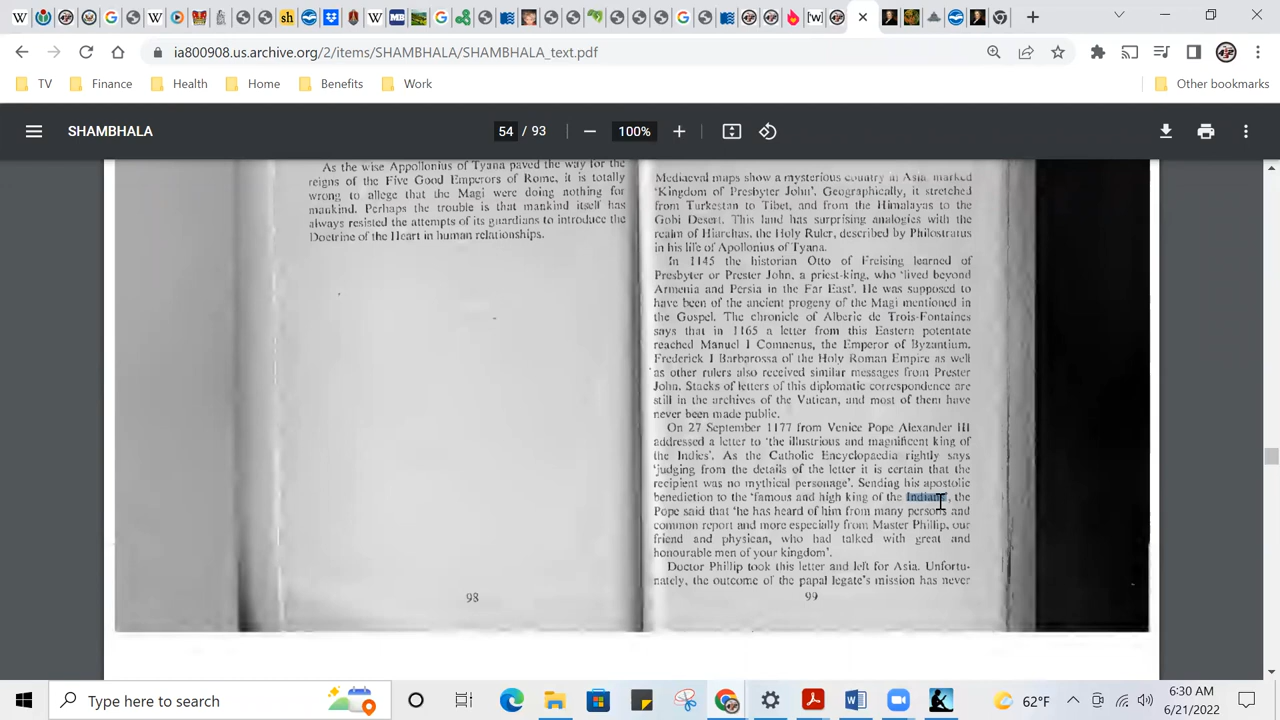 ia800908.us.archive.org/2/items/SHAMBHALA/SHAMBHALA_text.pdf
TV
Finance
Health
Home
Benefits
Work
Other bookmarks
SHAMBHALA
54 / 93
100%
As the wise Appollonius of Tyana paved the way for the
reigns of the Five Good Emperors of Rome, it is totally
wrong to allege that the Magi were doing nothing for
mankind. Perhaps the trouble is that mankind itself has
always resisted the attempts of its guardians to introduce the
Doctrine of the Heart in human relationships.
98
Mediaeval maps show a mysterious country in Asia, marked
'Kingdom of Presbyter John'. Geographically, it stretched
from Turkestan to Tibet, and from the Himalayas to the
Gobi Desert. This land has surprising analogies with the
realm of Hiarchas, the Holy Ruler, described by Philostratus
in his life of Apollonius of Tyana.
In 1145 the historian Otto of Freising learned of
Presbyter or Prester John, a priest-king, who 'lived beyond
Armenia and Persia in the Far East'. He was supposed to
have been of the ancient progeny of the Magi mentioned in
the Gospel. The chronicle of Alberic de Trois-Fontaines
says that in 1165 a letter from this Eastern potentate
reached Manuel I Comnenus, the Emperor of Byzantium.
Frederick I Barbarossa of the Holy Roman Empire as well
as other rulers also received similar messages from Prester
John. Stacks of letters of this diplomatic correspondence are
still in the archives of the Vatican, and most of them have
never been made public.
On 27 September 1177 from Venice Pope Alexander III
addressed a letter to 'the illustrious and magnificent king of
the Indies'. As the Catholic Encyclopaedia rightly says
'judging from the details of the letter it is certain that the
recipient was no mythical personage'. Sending his apostolic
benediction to the 'famous and high king of the Indians', the
Pope said that 'he has heard of him from many persons and
common report and more especially from Master Phillip, our
friend and physican, who had talked with great and
honourable men of your kingdom'.
Doctor Phillip took this letter and left for Asia. Unfortu-
nately, the outcome of the papal legate's mission has never
99
Type here to search
62°F
6:30 AM
6/21/2022